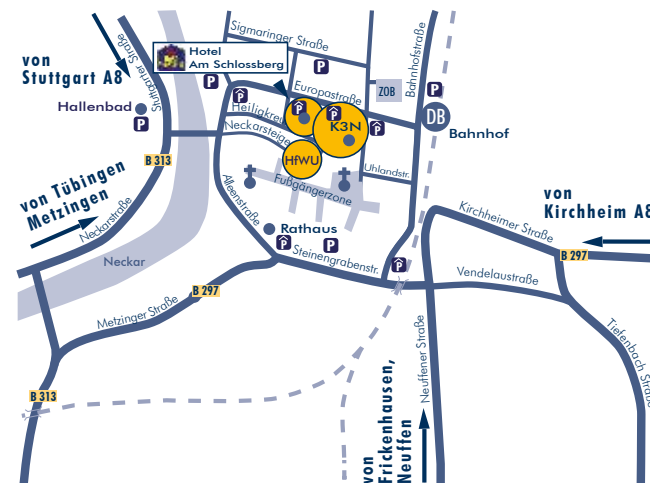 Sigmaringer Straße
Stuttgarter Straße
Hotel
Am Schlossberg
von
Stuttgart A8
P
P
P
Bahnhofstraße
Europastraße
ZOB
P
P
Hallenbad
P
Heiligkreu
P
P
K3N
P
DB
Bahnhof
Neckarsteige
B 313
HfWU
Uhlandstr.
von Tübingen
Metzingen
Fußgängerzone
von
Kirchheim A8
Neckarstraße
Alleenstraße
Kirchheimer Straße
Rathaus
P
P
Steinengrabenstr.
P
B 297
Neckar
Vendelaustraße
B 297
Metzinger Straße
Neuffener Straße
Tiefenbach Straße
B 313
von
Frickenhausen,
Neuffen